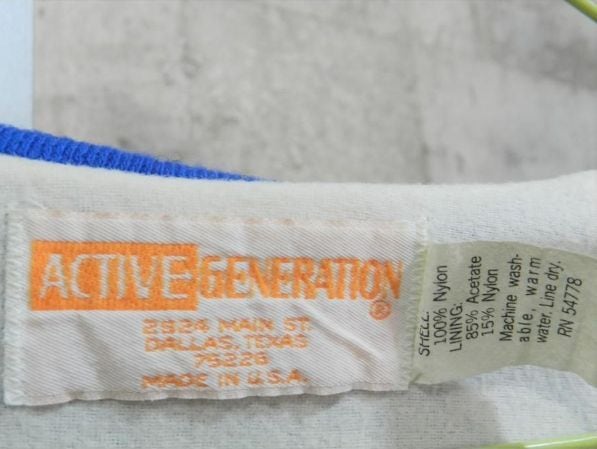 ACTIVE GENERATION®
2924 MAIN ST.
DALLAS, TEXAS
75226
MADE IN U.S.A.
SHELL:
100% Nylon
LINING:
85% Acetate
15% Nylon
Machine wash-
able, warm
water. Line dry.
RN 54778